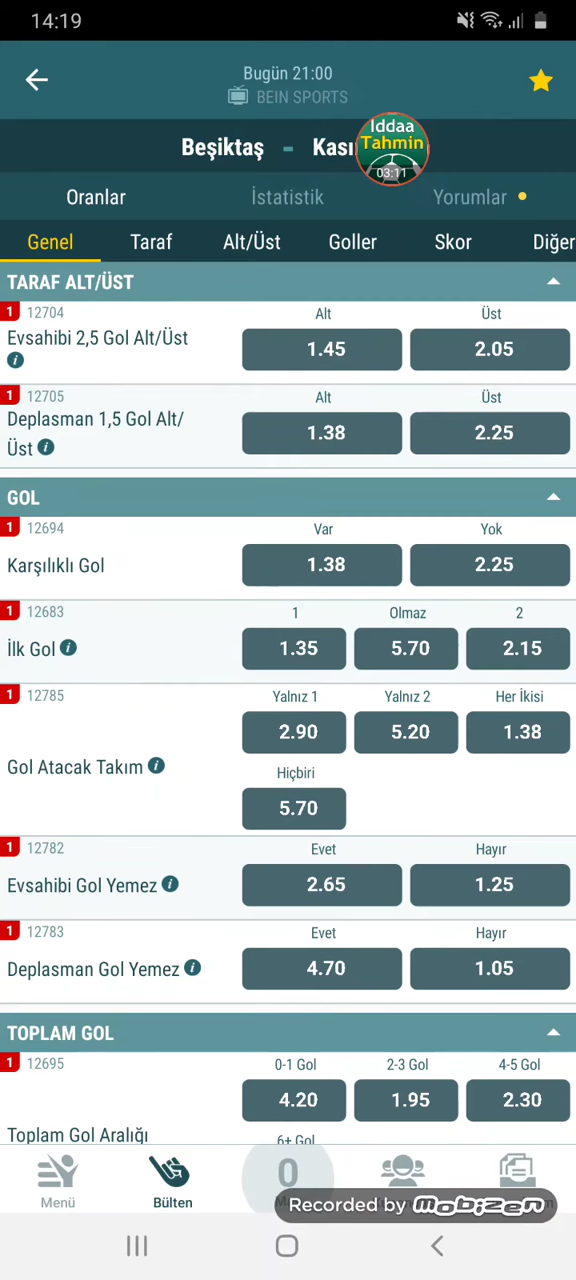 14:19
Bugün 21:00
BEIN SPORTS
Beşiktaş - Kası
Iddaa
Tahmin
03:11
Oranlar İstatistik Yorumlar
Genel Taraf Alt/Üst Goller Skor Diğer
TARAF ALT/ÜST
1 12704 Alt Üst
Evsahibi 2,5 Gol Alt/Üst 1.45 2.05
1 12705 Alt Üst
Deplasman 1,5 Gol Alt/
Üst 1.38 2.25
GOL
1 12694 Var Yok
Karşılıklı Gol 1.38 2.25
1 12683 1 Olmaz 2
İlk Gol 1.35 5.70 2.15
1 12785 Yalnız 1 Yalnız 2 Her İkisi
2.90 5.20 1.38
Gol Atacak Takım Hiçbiri
5.70
1 12782 Evet Hayır
Evsahibi Gol Yemez 2.65 1.25
1 12783 Evet Hayır
Deplasman Gol Yemez 4.70 1.05
TOPLAM GOL
1 12695 0-1 Gol 2-3 Gol 4-5 Gol
4.20 1.95 2.30
Toplam Gol Aralığı 6+ Gol
0
Menü Bülten
Recorded by mobizen